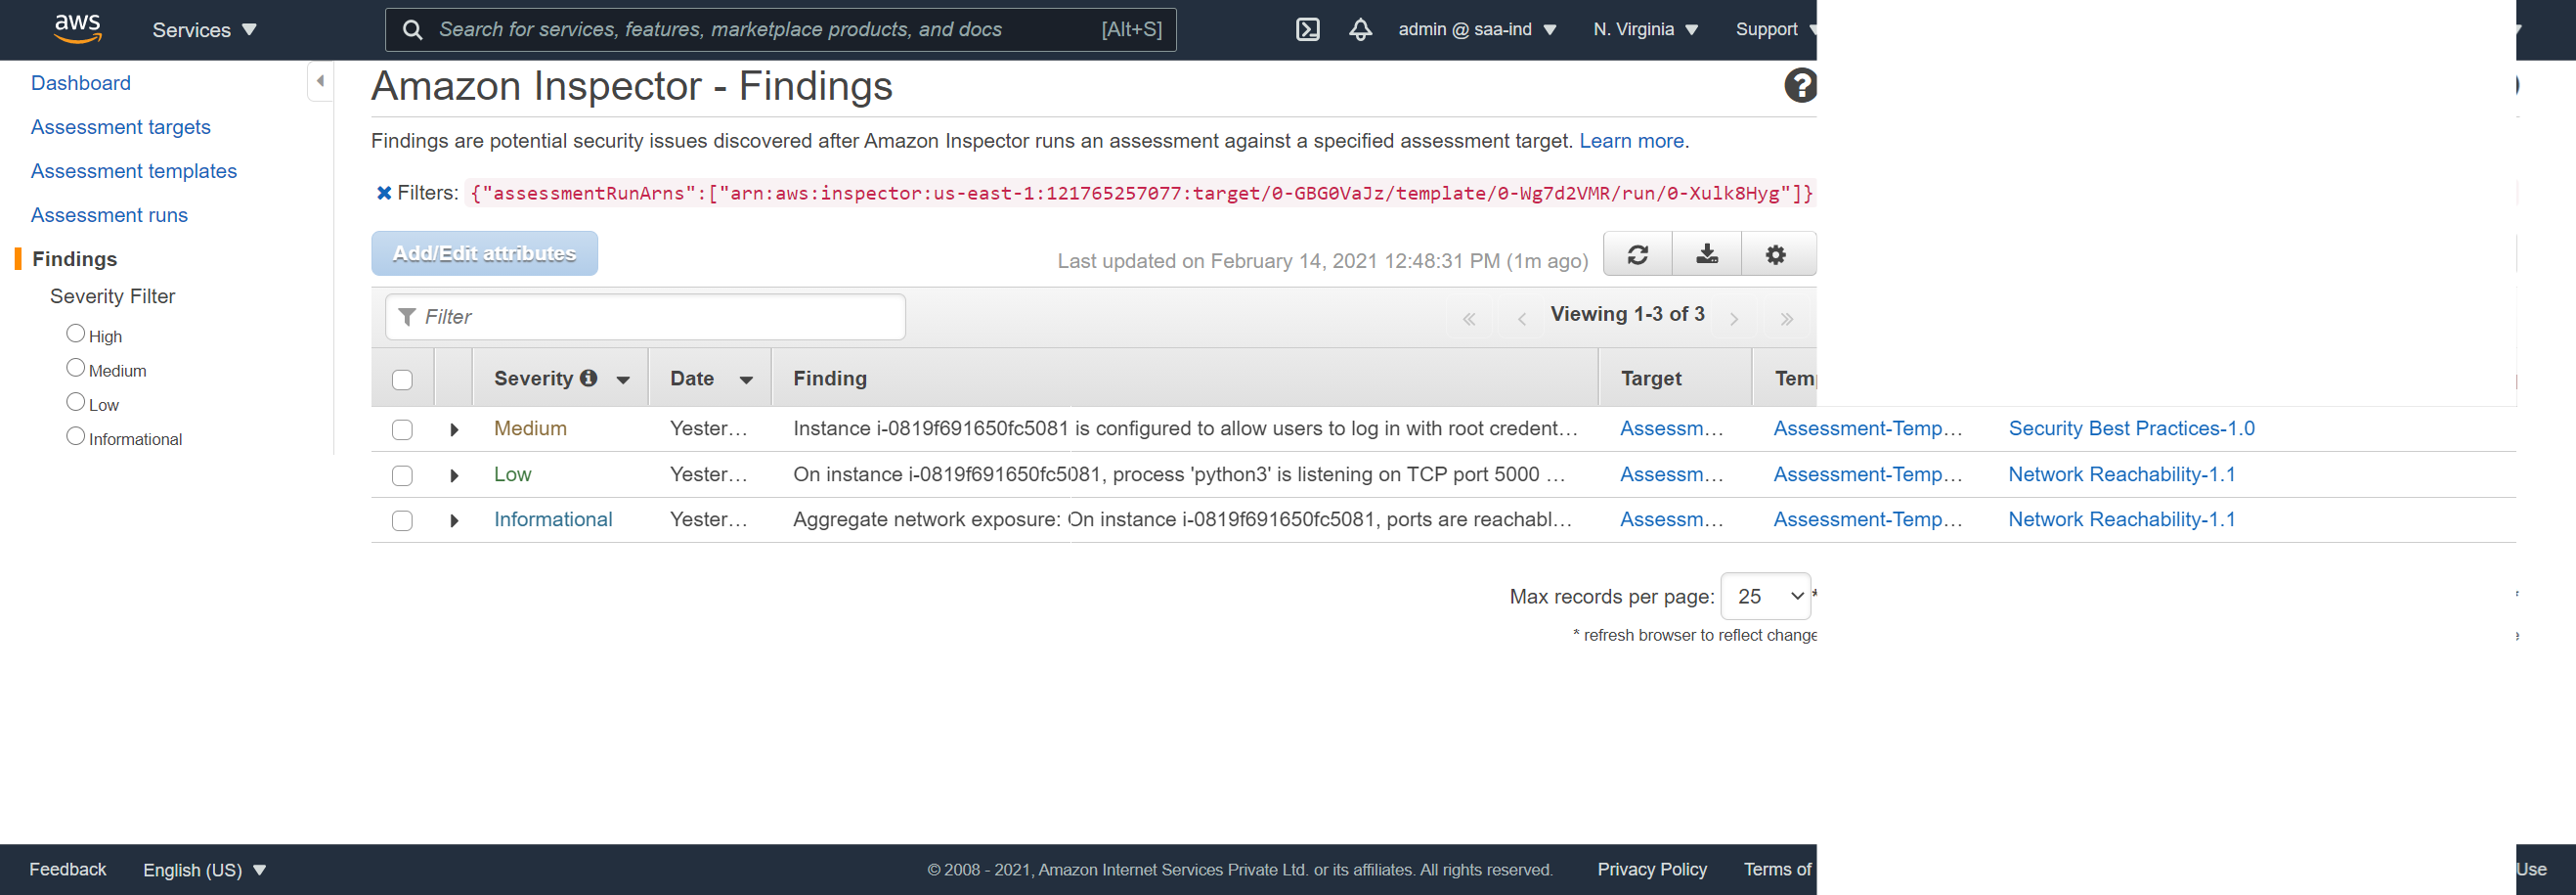 aws Services Search for services, features, marketplace products, and docs [Alt+S] admin @ saa-ind N. Virginia Support
Dashboard
Assessment targets
Assessment templates
Assessment runs
Findings
Severity Filter
High
Medium
Low
Informational
Amazon Inspector - Findings
Findings are potential security issues discovered after Amazon Inspector runs an assessment against a specified assessment target. Learn more.
Filters: {"assessmentRunArns":["arn:aws:inspector:us-east-1:121765257077:target/0-GBG0VaJz/template/0-Wg7d2VMR/run/0-Xulk8Hyg"]}
Add/Edit attributes Last updated on February 14, 2021 12:48:31 PM (1m ago)
Filter « ‹ Viewing 1-3 of 3 › »
Severity Date Finding Target Temp
Medium Yester… Instance i-0819f691650fc5081 is configured to allow users to log in with root credent… Assessm… Assessment-Temp… Security Best Practices-1.0
Low Yester… On instance i-0819f691650fc5081, process 'python3' is listening on TCP port 5000 … Assessm… Assessment-Temp… Network Reachability-1.1
Informational Yester… Aggregate network exposure: On instance i-0819f691650fc5081, ports are reachabl… Assessm… Assessment-Temp… Network Reachability-1.1
Max records per page: 25 *
* refresh browser to reflect change
Feedback English (US) © 2008 - 2021, Amazon Internet Services Private Ltd. or its affiliates. All rights reserved. Privacy Policy Terms of Use